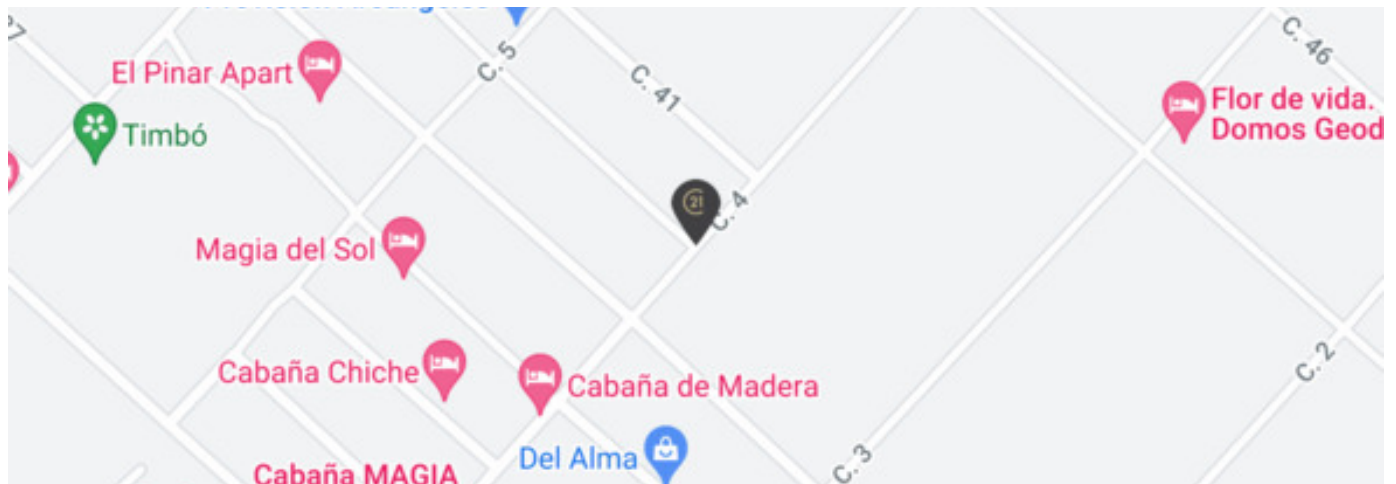 C. 5
C. 46
El Pinar Apart
C. 41
Flor de vida.
Domos Geod
Timbó
21
C. 4
Magia del Sol
Cabaña Chiche
Cabaña de Madera
C. 2
Del Alma
C. 3
Cabaña MAGIA